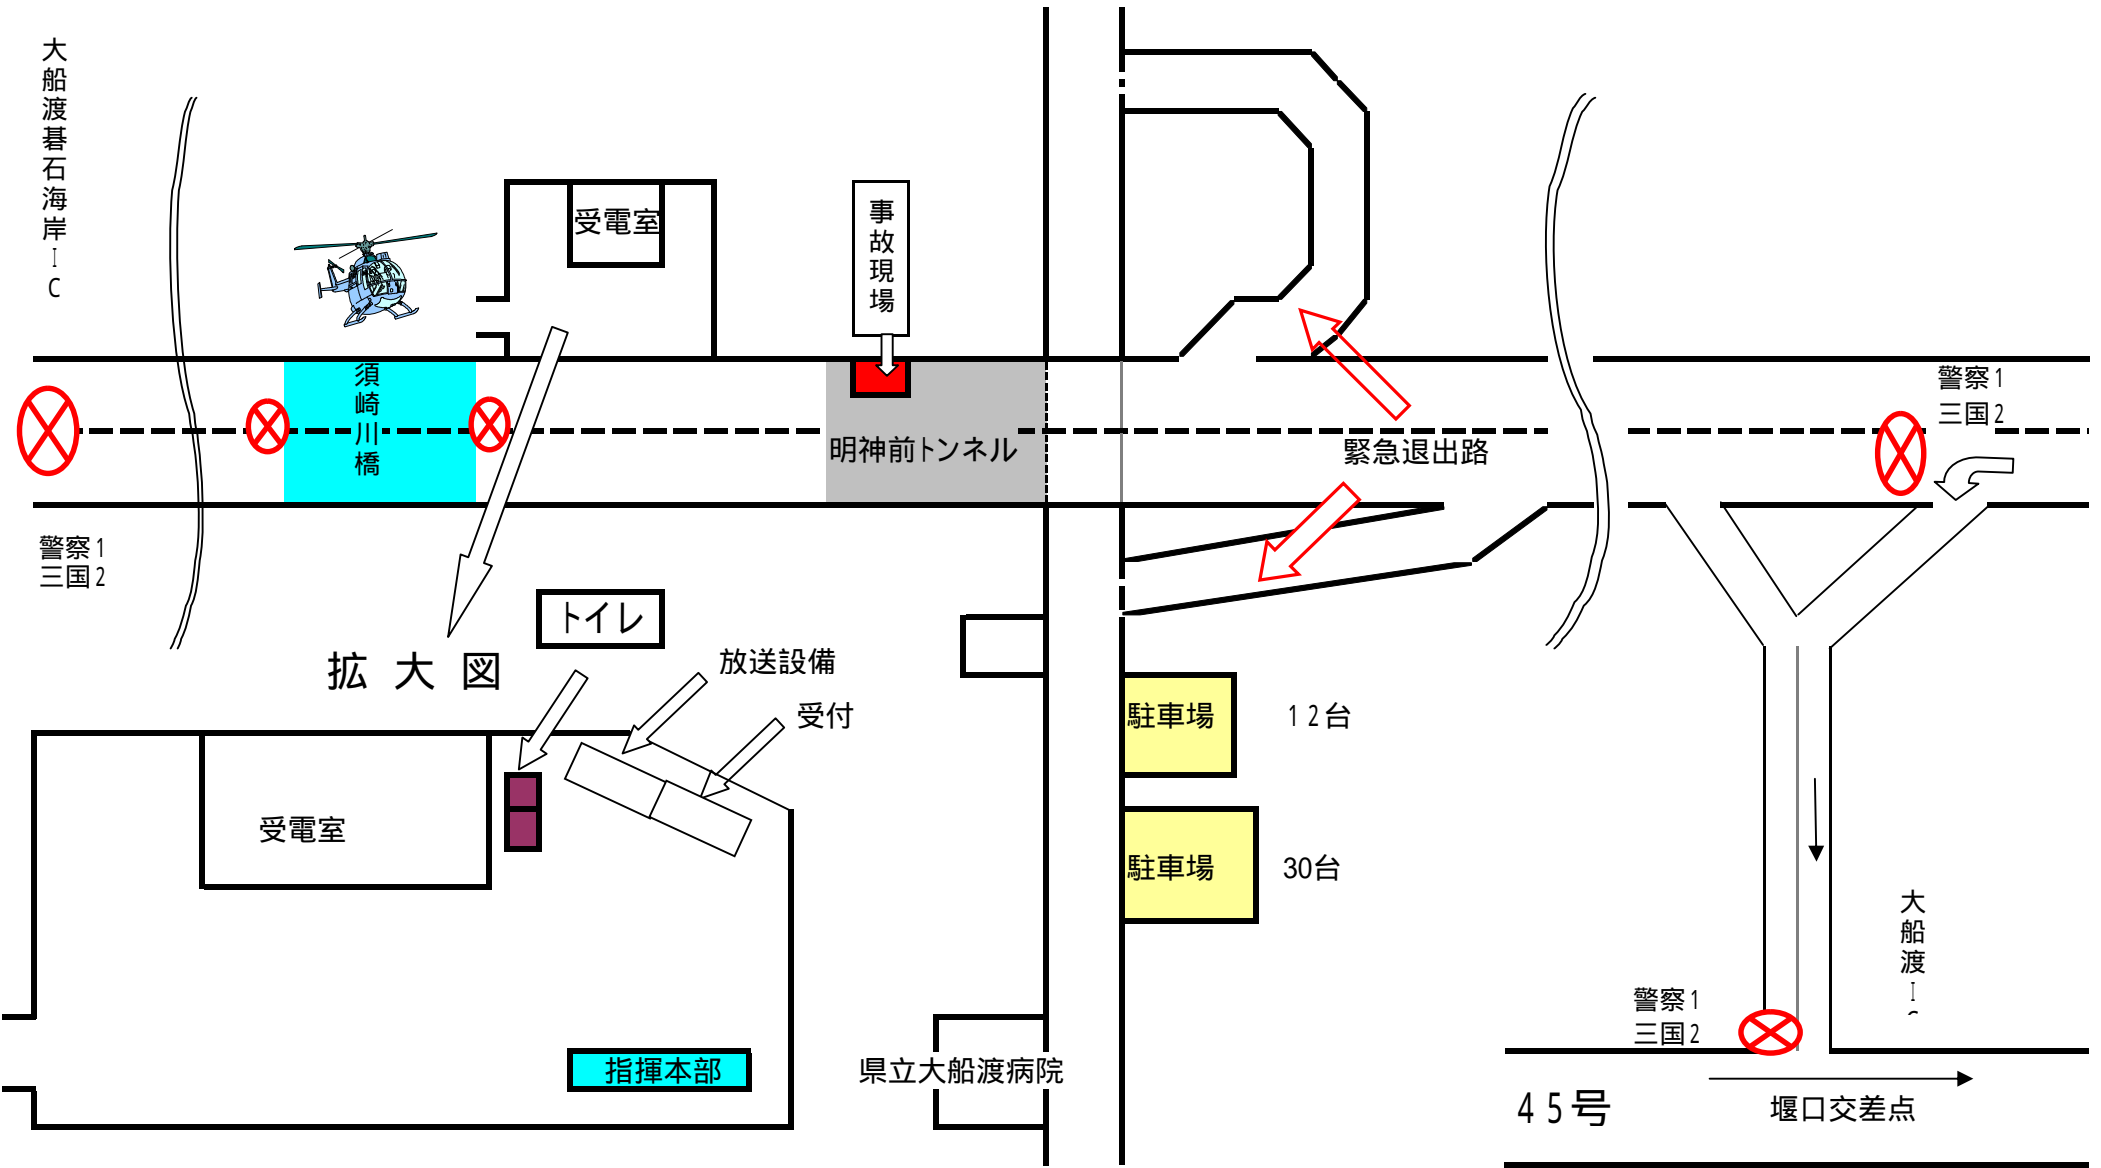 大船渡碁石海岸IC
受電室
事故現場
須崎川橋
明神前トンネル
緊急退出路
警察1
三国2
警察1
三国2
トイレ
拡大図
放送設備
受付
駐車場
12台
受電室
駐車場
30台
大船渡I
警察1
三国2
指揮本部
県立大船渡病院
45号
堰口交差点